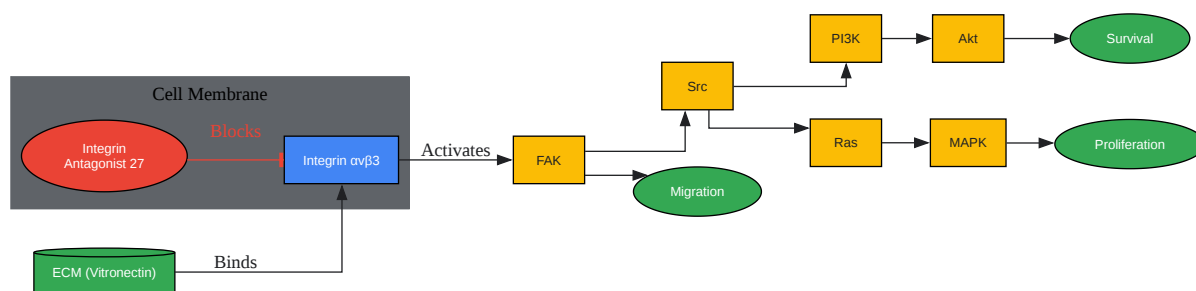 Cell Membrane
Integrin
Antagonist 27
Blocks
Integrin αvβ3
ECM (Vitronectin)
Binds
Activates
FAK
Migration
Src
PI3K
Akt
Survival
Ras
MAPK
Proliferation